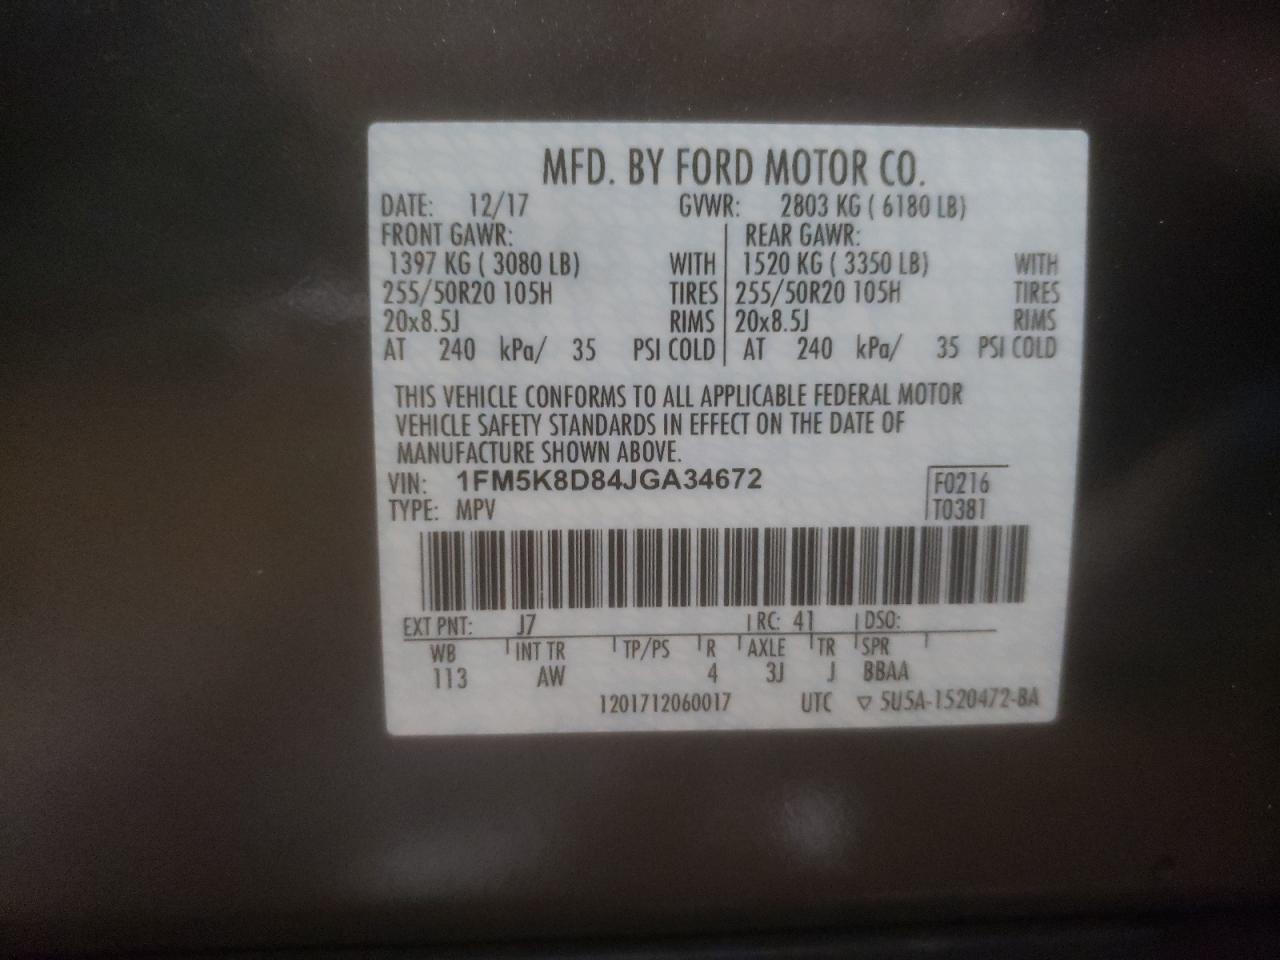 MFD. BY FORD MOTOR CO.
DATE: 12/17 GVWR: 2803 KG ( 6180 LB)
FRONT GAWR: REAR GAWR:
1397 KG ( 3080 LB) WITH 1520 KG ( 3350 LB) WITH
255/50R20 105H TIRES 255/50R20 105H TIRES
20x8.5J RIMS 20x8.5J RIMS
AT 240 kPa/ 35 PSI COLD AT 240 kPa/ 35 PSI COLD
THIS VEHICLE CONFORMS TO ALL APPLICABLE FEDERAL MOTOR
VEHICLE SAFETY STANDARDS IN EFFECT ON THE DATE OF
MANUFACTURE SHOWN ABOVE.
VIN: 1FM5K8D84JGA34672 F0216
TYPE: MPV T0381
EXT PNT: J7 RC: 41 DSO:
WB INT TR TP/PS R AXLE TR SPR
113 AW 4 3J J BBAA
1201712060017 UTC ▽ 5U5A-1520472-BA